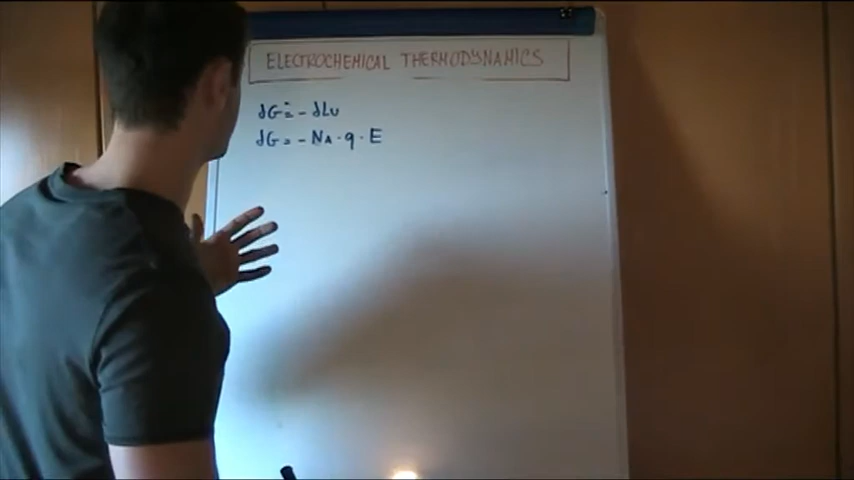 ELECTROCHEMICAL THERMODYNAMICS
dG = - dLu
dG = - NA · q · E